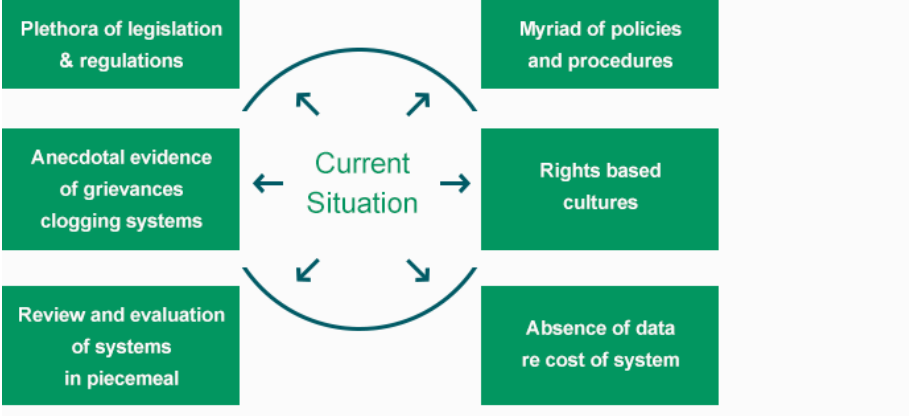 Plethora of legislation
& regulations
Myriad of policies
and procedures
Anecdotal evidence
of grievances
clogging systems
Current
Situation
Rights based
cultures
Review and evaluation
of systems
in piecemeal
Absence of data
re cost of system